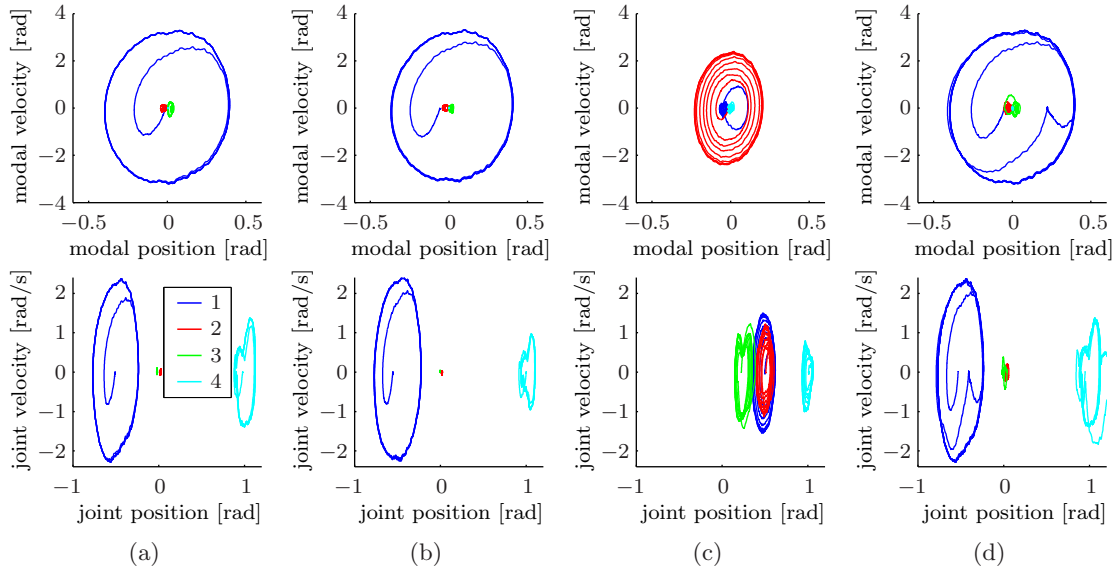 4 4 4 4
2 2 2 2
0 0 0 0
−2 −2 −2 −2
−4 −4 −4 −4
modal velocity [rad] modal velocity [rad] modal velocity [rad] modal velocity [rad]
−0.5 0 0.5 −0.5 0 0.5 −0.5 0 0.5 −0.5 0 0.5
modal position [rad] modal position [rad] modal position [rad] modal position [rad]
2 2 2 2
1 1 1 1
0 0 0 0
−1 −1 −1 −1
−2 −2 −2 −2
joint velocity [rad/s] joint velocity [rad/s] joint velocity [rad/s] joint velocity [rad/s]
1
2
3
4
−1 0 1 −1 0 1 −1 0 1 −1 0 1
joint position [rad] joint position [rad] joint position [rad] joint position [rad]
(a) (b) (c) (d)